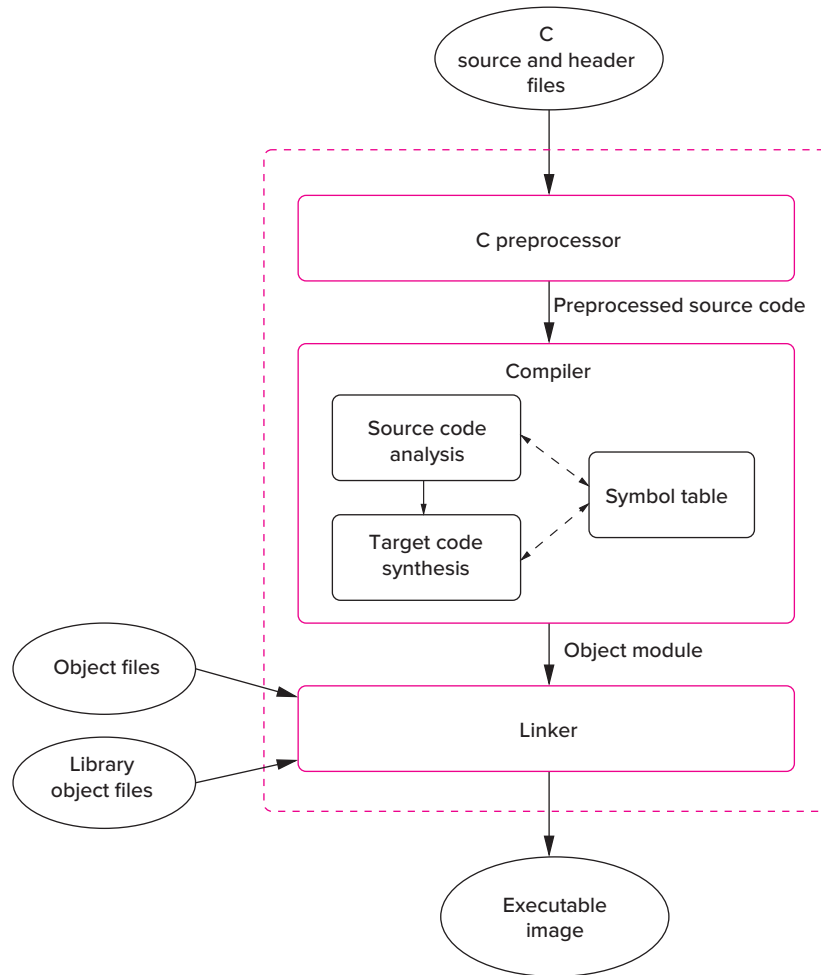 C
source and header
files
C preprocessor
Preprocessed source code
Compiler
Source code
analysis
Symbol table
Target code
synthesis
Object module
Object files
Linker
Library
object files
Executable
image